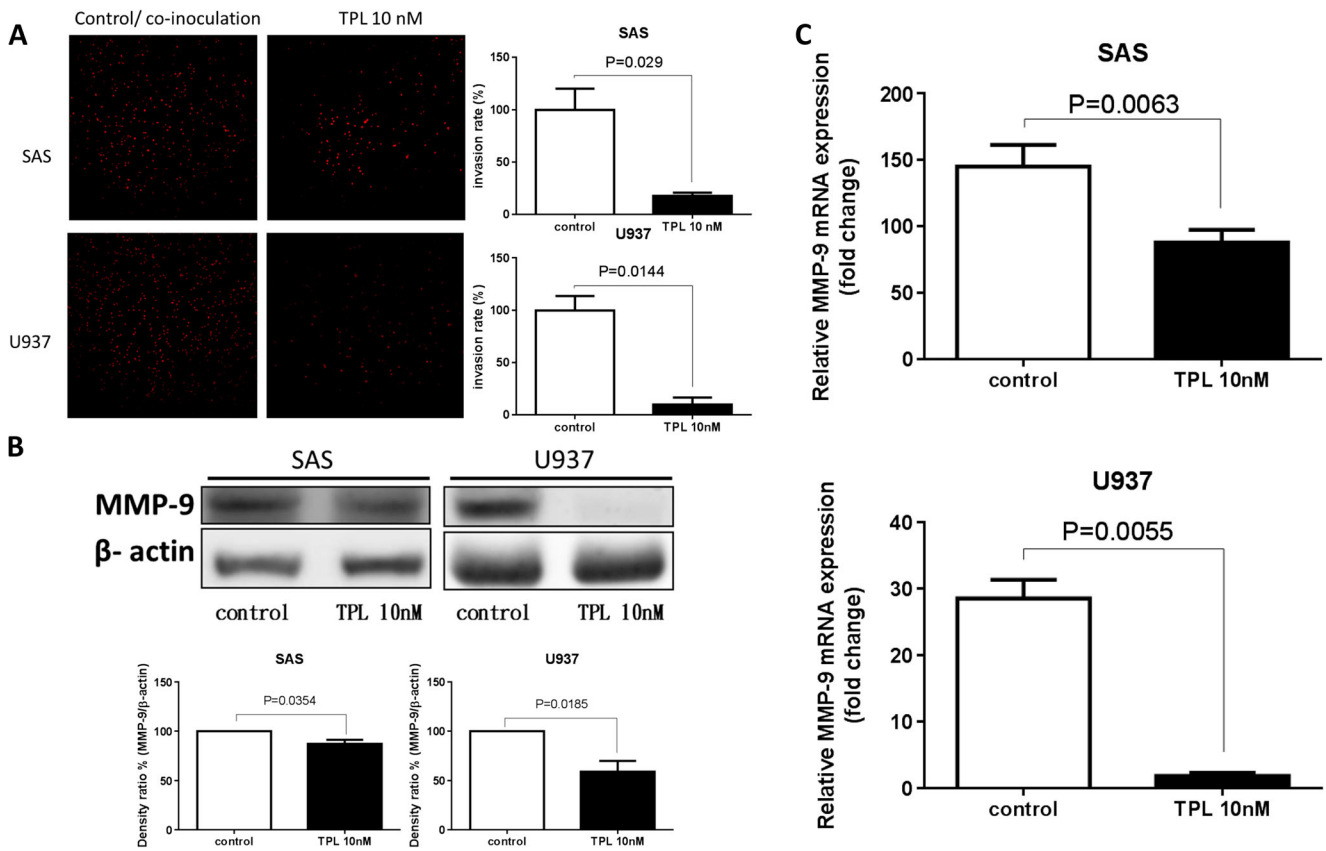 A
Control/ co-inoculation
TPL 10 nM
SAS
U937
SAS
invasion rate (%)
150
100
50
0
P=0.029
control
TPL 10 nM
U937
invasion rate (%)
150
100
50
0
P=0.0144
control
TPL 10nM
B
SAS
U937
MMP-9
β- actin
control
TPL 10nM
control
TPL 10nM
SAS
Density ratio % (MMP-9/β-actin)
150
100
50
0
P=0.0354
control
TPL 10nM
U937
Density ratio % (MMP-9/β-actin)
150
100
50
0
P=0.0185
control
TPL 10nM
C
SAS
Relative MMP-9 mRNA expression
(fold change)
200
150
100
50
0
P=0.0063
control
TPL 10nM
U937
Relative MMP-9 mRNA expression
(fold change)
40
30
20
10
0
P=0.0055
control
TPL 10nM